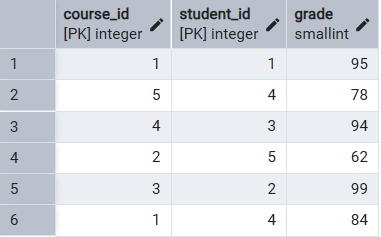 course_id student_id grade
[PK] integer [PK] integer smallint
1 1 1 95
2 5 4 78
3 4 3 94
4 2 5 62
5 3 2 99
6 1 4 84